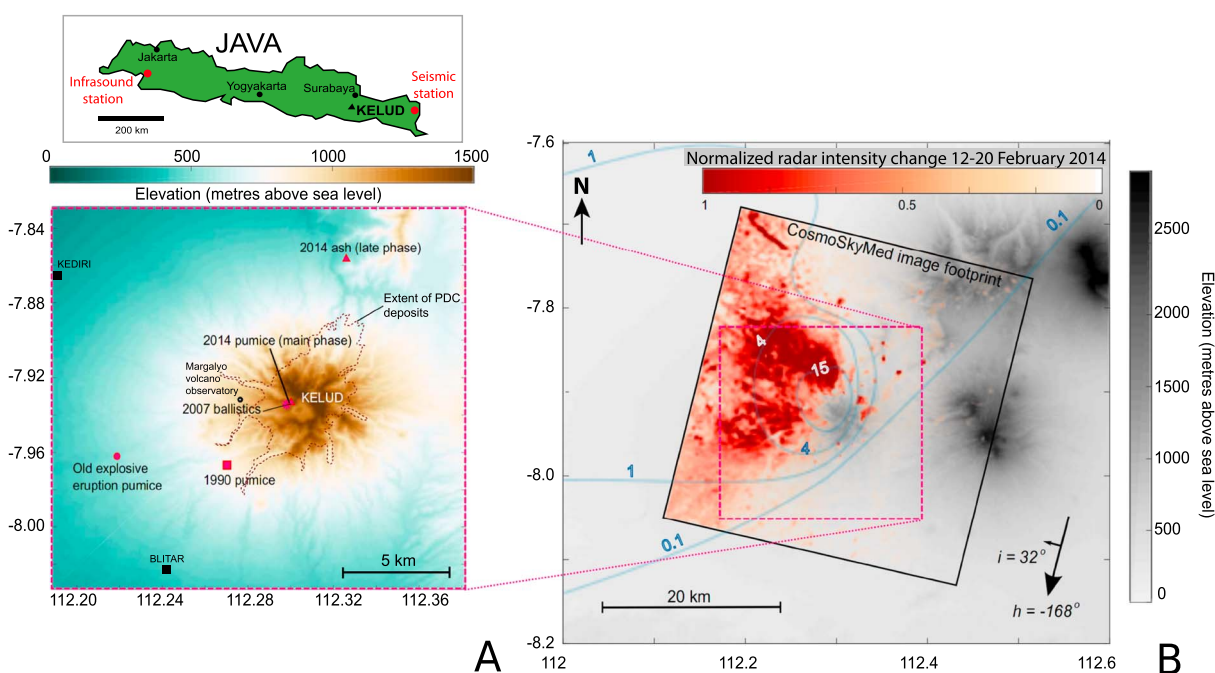 JAVA
Jakarta
Infrasound
station
Yogyakarta
Surabaya
Seismic
station
KELUD
200 km
0 500 1000 1500
Elevation (metres above sea level)
-7.84
-7.88
-7.92
-7.96
-8.00
KEDIRI
2014 ash (late phase)
Extent of PDC
deposits
2014 pumice (main phase)
Margalyo
volcano
observatory
KELUD
2007 ballistics
Old explosive
eruption pumice
1990 pumice
BLITAR
5 km
112.20 112.24 112.28 112.32 112.36
A
-7.6
-7.8
-8.0
-8.2
1
Normalized radar intensity change 12-20 February 2014
1 0.5 0
N
0.1
CosmoSkyMed image footprint
4
15
4
1
0.1
20 km
i = 32°
h = -168°
112 112.2 112.4 112.6
2500
2000
1500
1000
500
0
Elevation (metres above sea level)
B